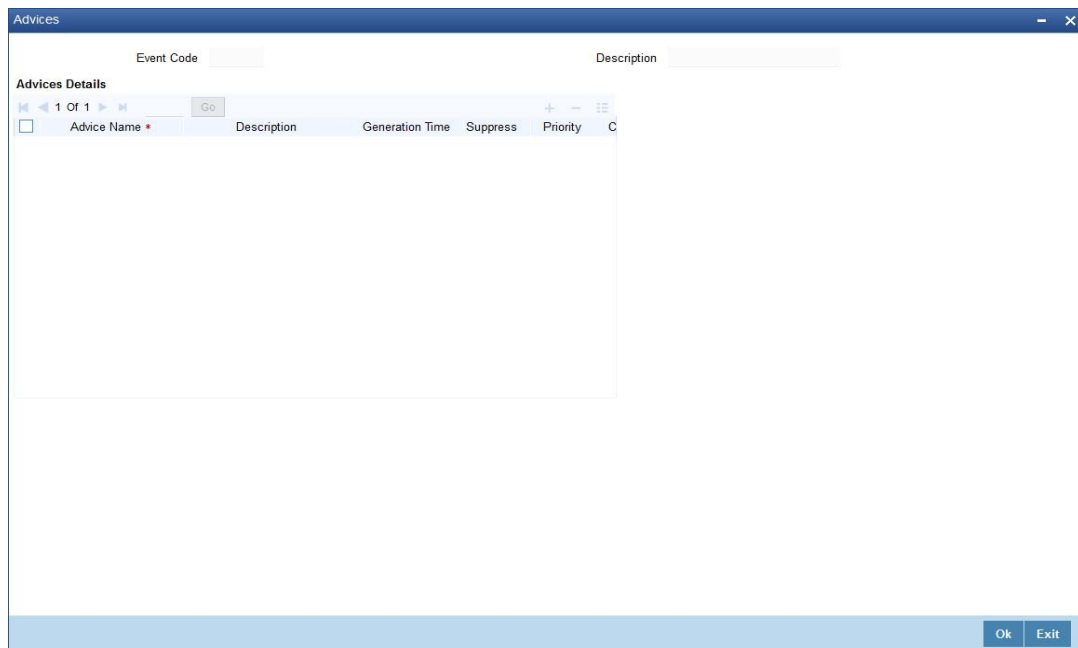 Advices
Event Code
Description
Advices Details
1 Of 1 Go
Advice Name * Description Generation Time Suppress Priority C
Ok Exit